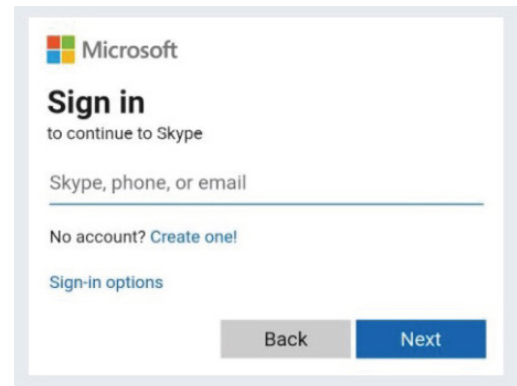 Microsoft
Sign in
to continue to Skype
Skype, phone, or email
No account? Create one!
Sign-in options
Back Next